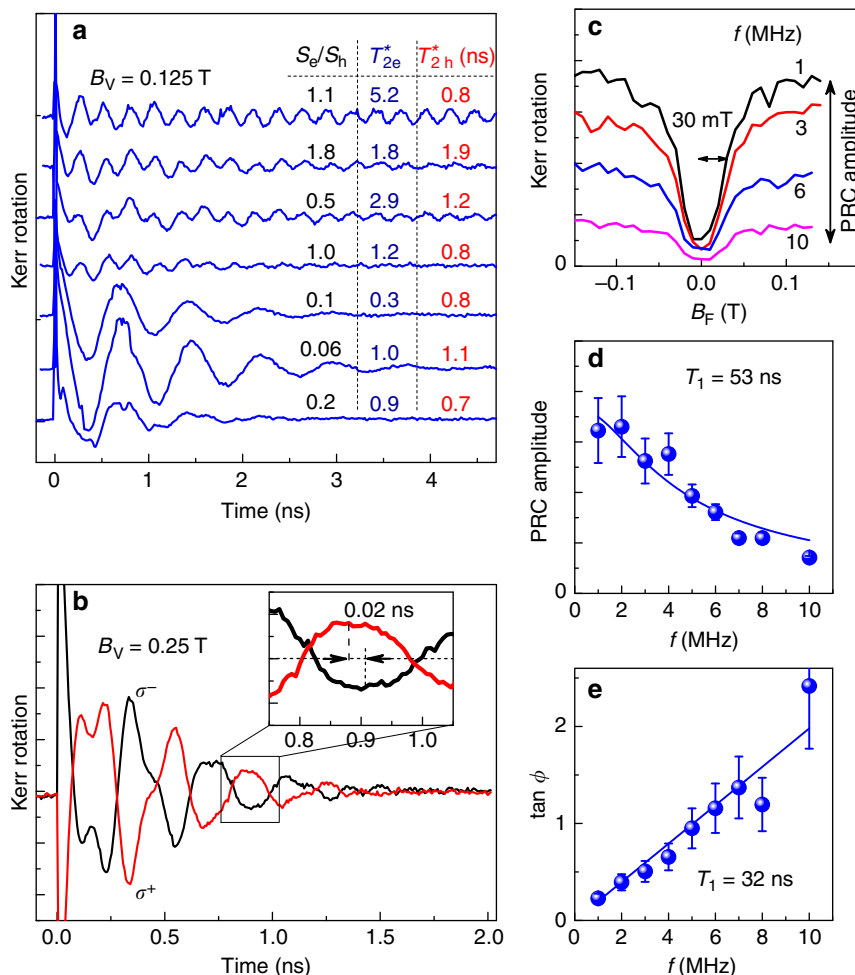 a
B_V = 0.125 T
S_e/S_h T*_2e T*_2h (ns)
1.1 5.2 0.8
1.8 1.8 1.9
0.5 2.9 1.2
1.0 1.2 0.8
0.1 0.3 0.8
0.06 1.0 1.1
0.2 0.9 0.7
Kerr rotation
0 1 2 3 4
Time (ns)
b
B_V = 0.25 T
σ−
σ+
0.02 ns
0.8 0.9 1.0
Kerr rotation
0.0 0.5 1.0 1.5 2.0
Time (ns)
c
f (MHz)
1
30 mT
3
6
10
Kerr rotation
PRC amplitude
0
−0.1 0.0 0.1
B_F (T)
d
T_1 = 53 ns
PRC amplitude
0
0 2 4 6 8 10
f (MHz)
e
tan ϕ
2
1
0
T_1 = 32 ns
0 2 4 6 8 10
f (MHz)